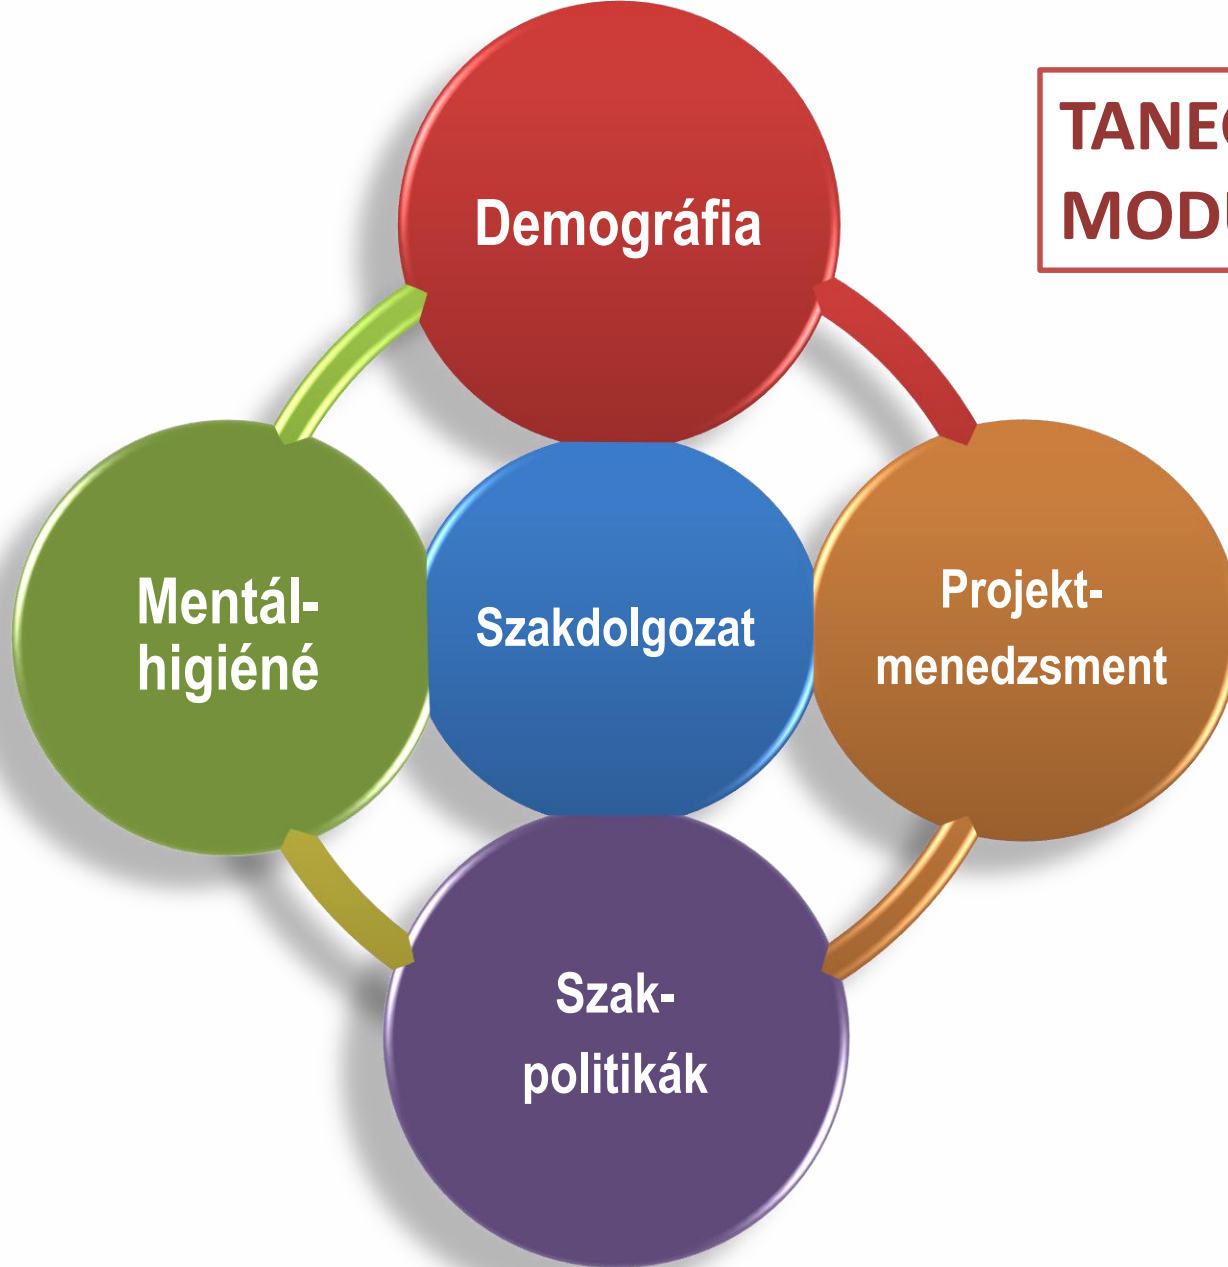 Demográfia
Mentál-
higiéné
Szakdolgozat
Projekt-
menedzsment
Szak-
politikák